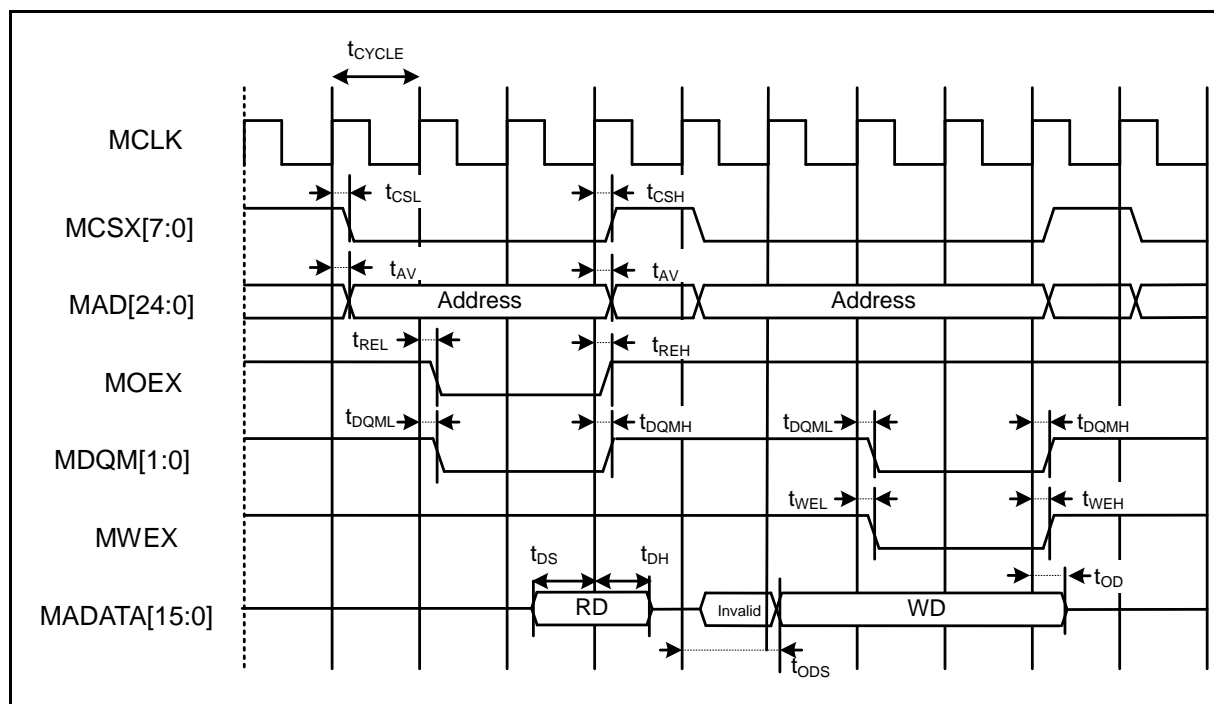 tCYCLE
MCLK
tCSL tCSH
MCSX[7:0]
tAV tAV
MAD[24:0] Address Address
tREL tREH
MOEX
tDQML tDQMH tDQML tDQMH
MDQM[1:0]
tWEL tWEH
MWEX
tDS tDH
tOD
MADATA[15:0] RD Invalid WD
tODS